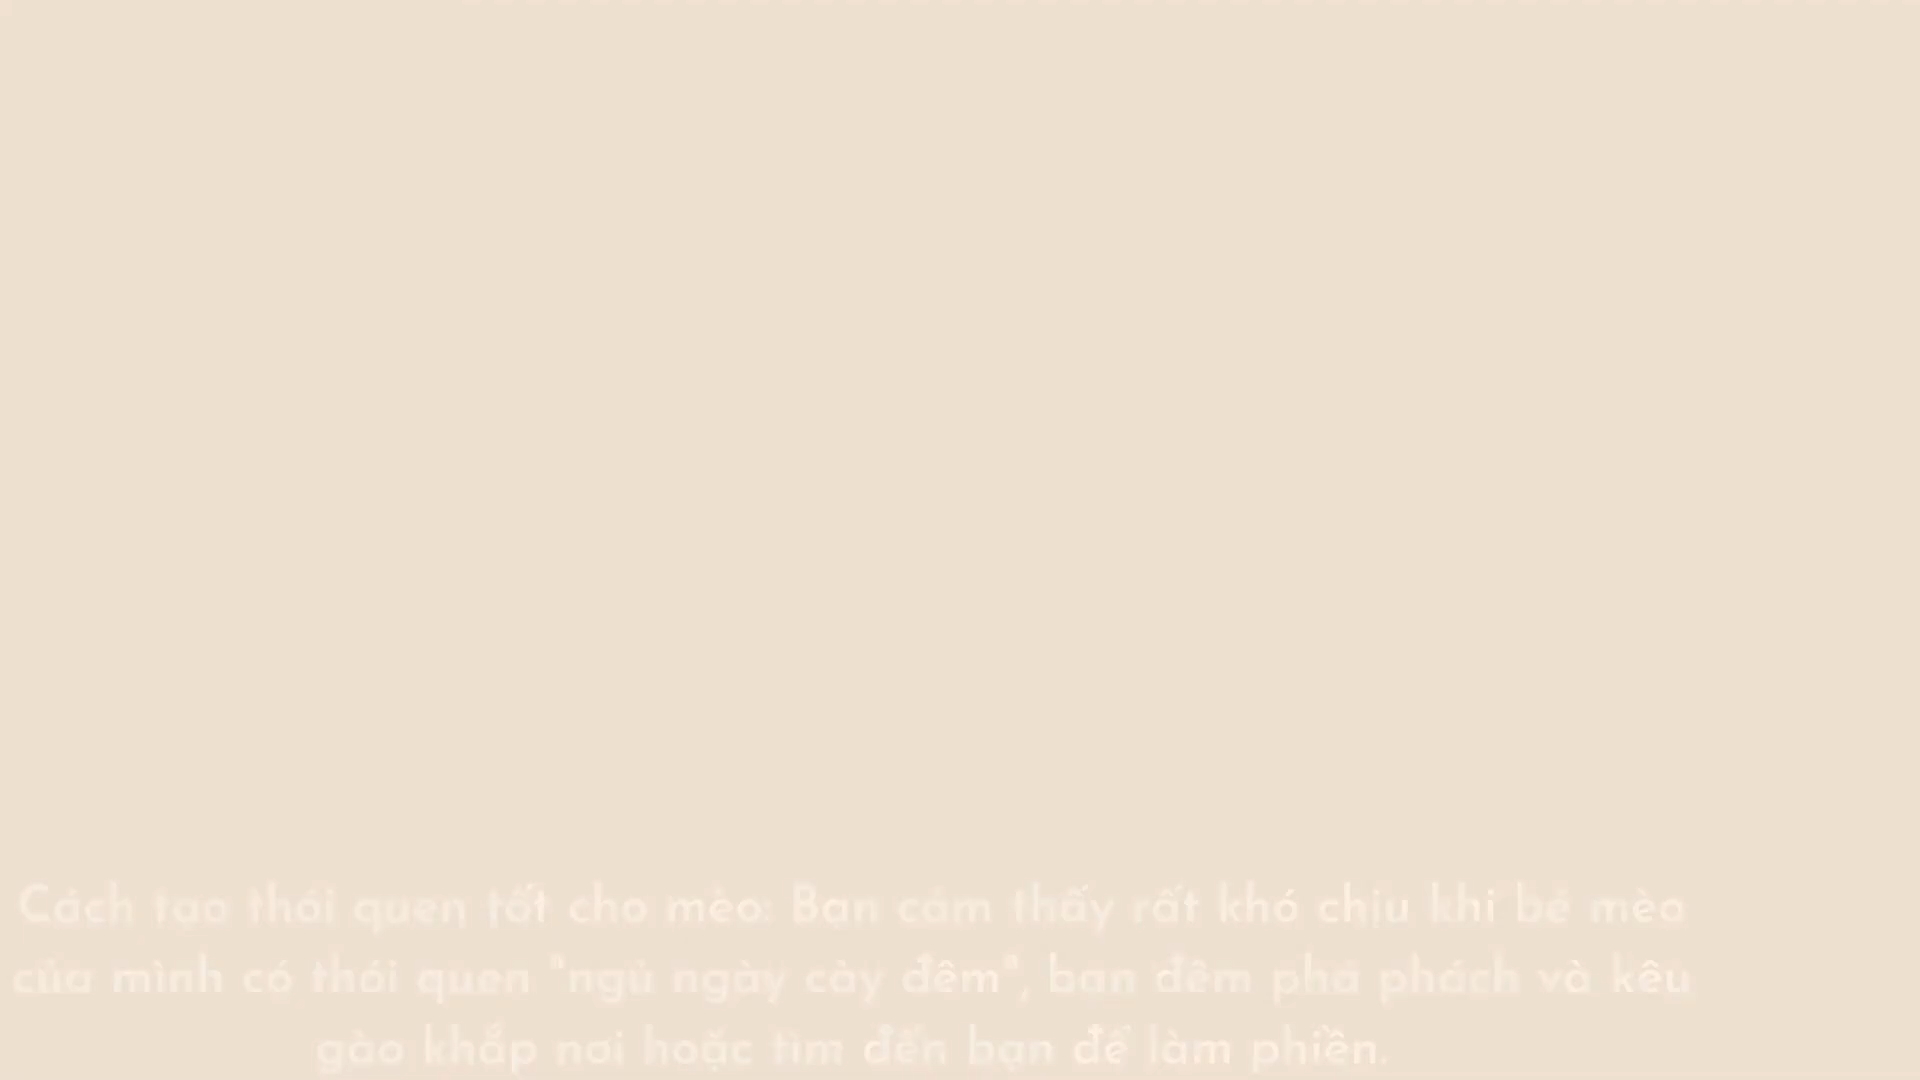 Cách tạo thói quen tốt cho mèo: Bạn cảm thấy rất khó chịu khi bé mèo
của mình có thói quen "ngủ ngày cày đêm", ban đêm phá phách và kêu
gào khắp nơi hoặc tìm đến bạn để làm phiền.